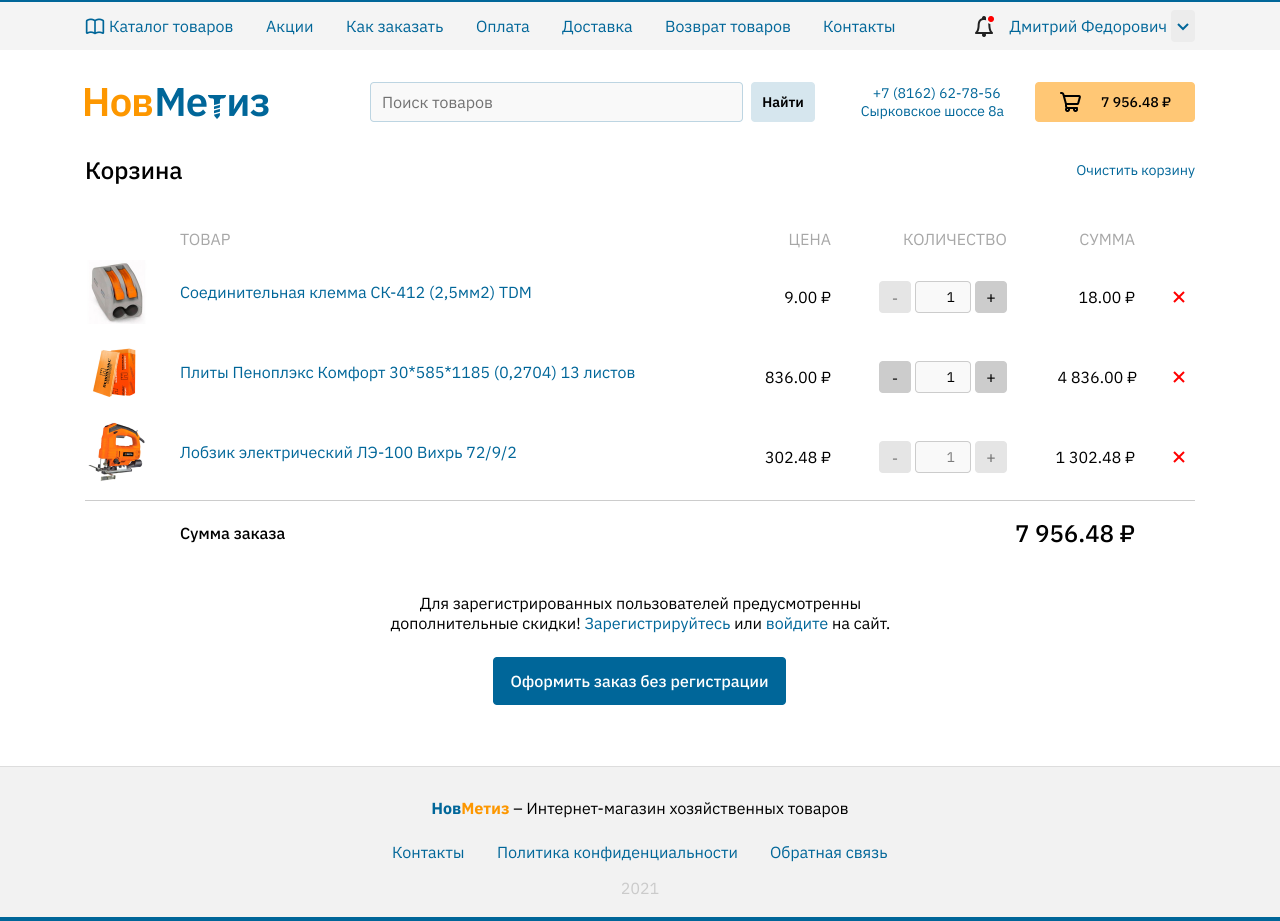 Каталог товаров Акции Как заказать Оплата Доставка Возврат товаров Контакты Дмитрий Федорович
НовМетиз Поиск товаров Найти +7 (8162) 62-78-56 7 956.48 ₽
Сырковское шоссе 8а
Корзина Очистить корзину
ТОВАР ЦЕНА КОЛИЧЕСТВО СУММА
Соединительная клемма СК-412 (2,5мм2) TDM 9.00 ₽ - 1 + 18.00 ₽
Плиты Пеноплэкс Комфорт 30*585*1185 (0,2704) 13 листов 836.00 ₽ - 1 + 4 836.00 ₽
Лобзик электрический ЛЭ-100 Вихрь 72/9/2 302.48 ₽ - 1 + 1 302.48 ₽
Сумма заказа 7 956.48 ₽
Для зарегистрированных пользователей предусмотренны
дополнительные скидки! Зарегистрируйтесь или войдите на сайт.
Оформить заказ без регистрации
НовМетиз – Интернет-магазин хозяйственных товаров
Контакты Политика конфиденциальности Обратная связь
2021